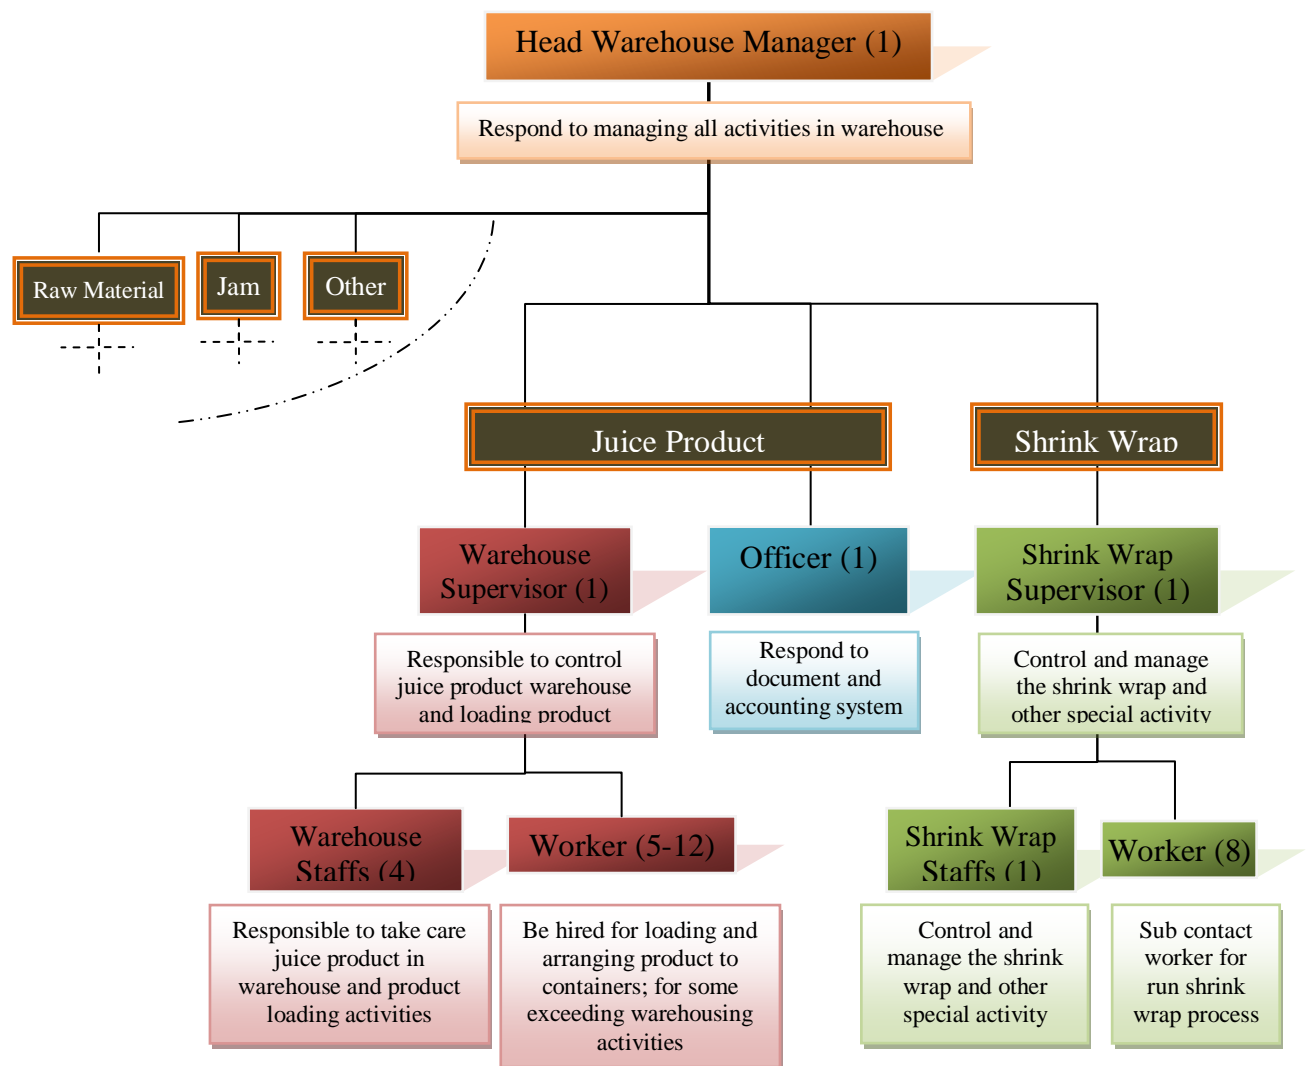 Head Warehouse Manager (1)
Respond to managing all activities in warehouse
Raw Material
Jam
Other
Juice Product
Shrink Wrap
Warehouse
Supervisor (1)
Officer (1)
Shrink Wrap
Supervisor (1)
Responsible to control
juice product warehouse
and loading product
Respond to
document and
accounting system
Control and manage
the shrink wrap and
other special activity
Warehouse
Staffs (4)
Worker (5-12)
Shrink Wrap
Staffs (1)
Worker (8)
Responsible to take care
juice product in
warehouse and product
loading activities
Be hired for loading and
arranging product to
containers; for some
exceeding warehousing
activities
Control and
manage the shrink
wrap and other
special activity
Sub contact
worker for
run shrink
wrap process